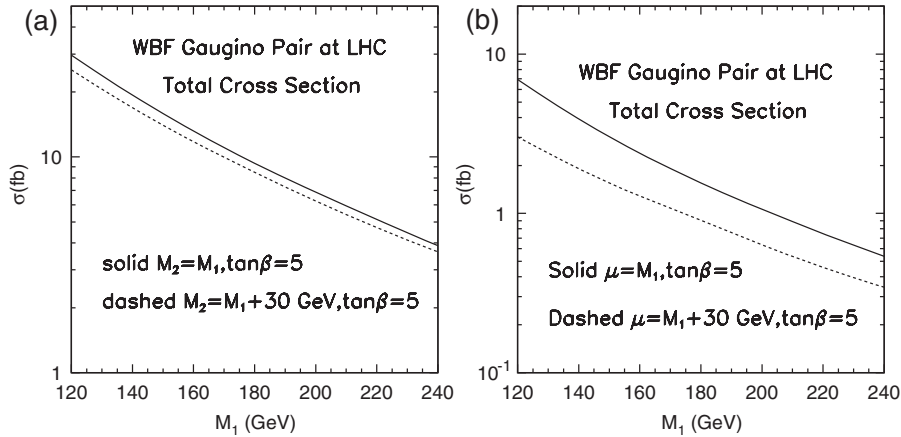 (a)
WBF Gaugino Pair at LHC
Total Cross Section
10
1
σ(fb)
solid M₂=M₁,tanβ=5
dashed M₂=M₁+30 GeV,tanβ=5
120 140 160 180 200 220 240
M₁ (GeV)
(b)
10
WBF Gaugino Pair at LHC
Total Cross Section
1
σ(fb)
Solid μ=M₁,tanβ=5
Dashed μ=M₁+30 GeV,tanβ=5
10⁻¹
120 140 160 180 200 220 240
M₁ (GeV)